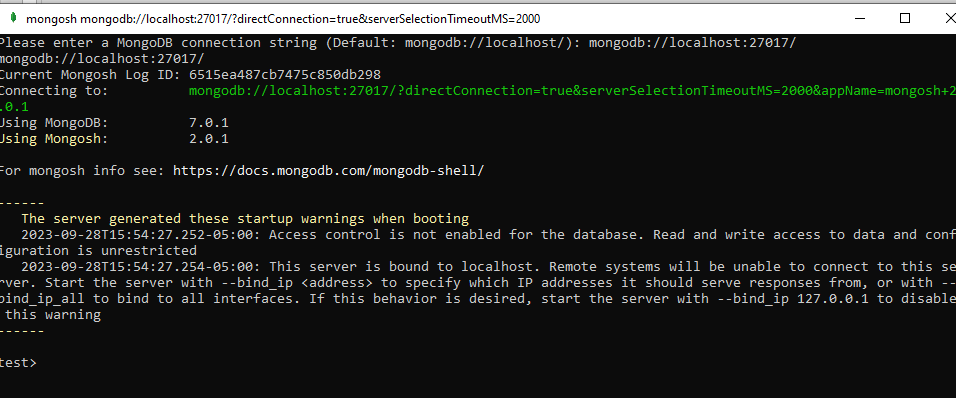 mongosh mongodb://localhost:27017/?directConnection=true&serverSelectionTimeoutMS=2000
Please enter a MongoDB connection string (Default: mongodb://localhost/): mongodb://localhost:27017/
mongodb://localhost:27017/
Current Mongosh Log ID: 6515ea487cb7475c850db298
Connecting to:          mongodb://localhost:27017/?directConnection=true&serverSelectionTimeoutMS=2000&appName=mongosh+2
.0.1
Using MongoDB:          7.0.1
Using Mongosh:          2.0.1
For mongosh info see: https://docs.mongodb.com/mongodb-shell/
------
   The server generated these startup warnings when booting
   2023-09-28T15:54:27.252-05:00: Access control is not enabled for the database. Read and write access to data and conf
iguration is unrestricted
   2023-09-28T15:54:27.254-05:00: This server is bound to localhost. Remote systems will be unable to connect to this se
rver. Start the server with --bind_ip <address> to specify which IP addresses it should serve responses from, or with --
bind_ip_all to bind to all interfaces. If this behavior is desired, start the server with --bind_ip 127.0.0.1 to disable
 this warning
------
test>